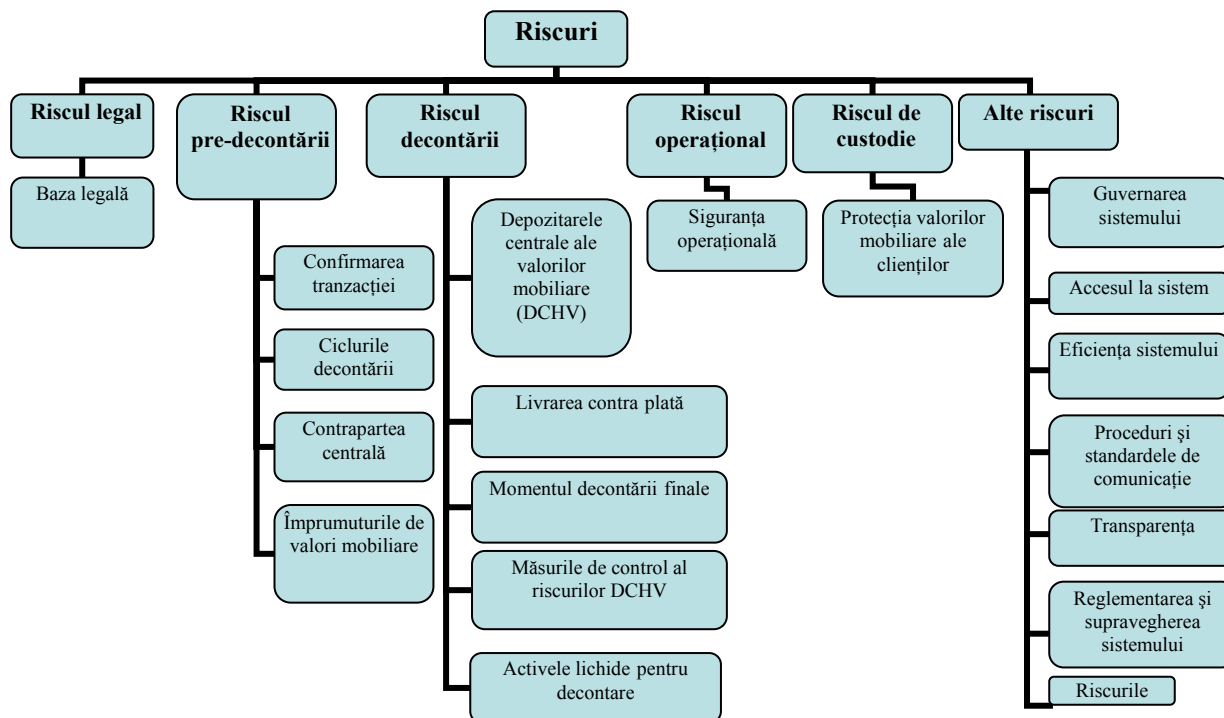 Riscuri
Riscul legal
Baza legală
Riscul
pre-decontării
Confirmarea
tranzacției
Ciclurile
decontării
Contrapartea
centrală
Împrumuturile de
valori mobiliare
Riscul
decontării
Depozitarele
centrale ale
valorilor
mobiliare
(DCHV)
Livrarea contra plată
Momentul decontării finale
Măsurile de control al
riscurilor DCHV
Activele lichide pentru
decontare
Riscul
operațional
Siguranța
operațională
Riscul de
custodie
Protecția valorilor
mobiliare ale
clienților
Alte riscuri
Guvernarea
sistemului
Accesul la sistem
Eficiența sistemului
Proceduri şi
standardele de
comunicație
Transparența
Reglementarea şi
supravegherea
sistemului
Riscurile